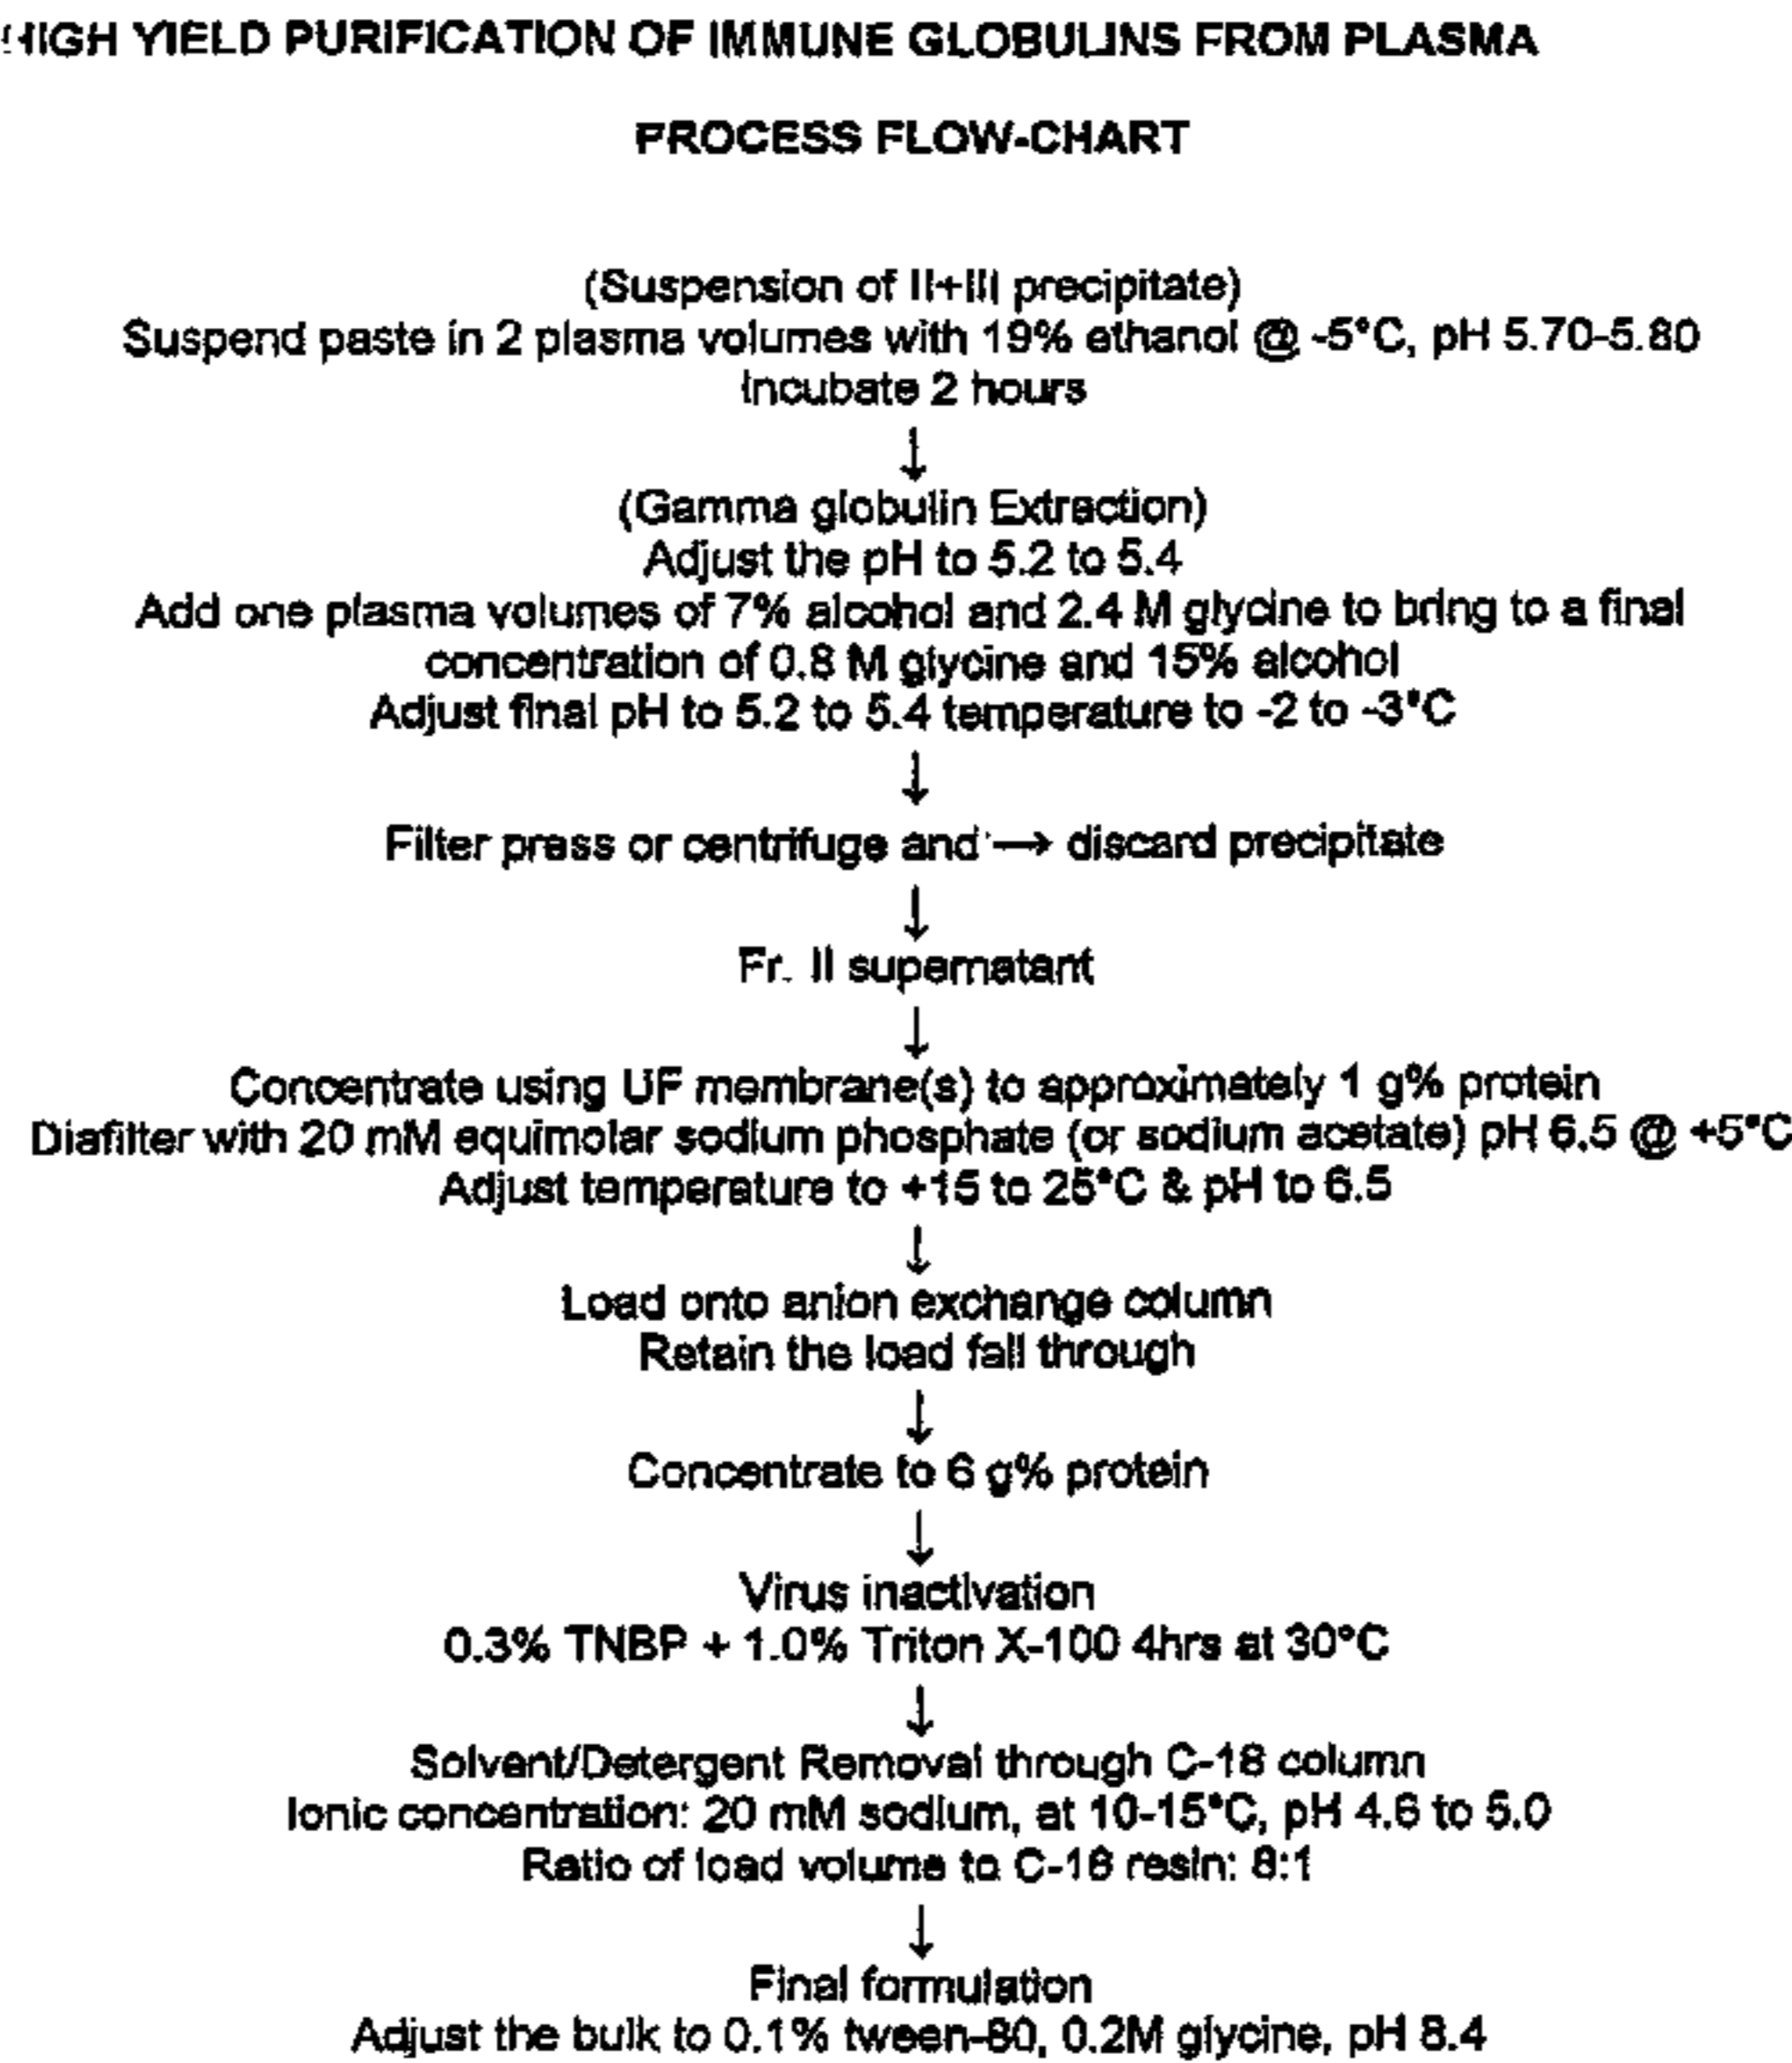 HIGH YIELD PURIFICATION OF IMMUNE GLOBULINS FROM PLASMA
PROCESS FLOW-CHART
(Suspension of II+III precipitate)
Suspend paste in 2 plasma volumes with 19% ethanol @ -5°C, pH 5.70-5.80
Incubate 2 hours
↓
(Gamma globulin Extraction)
Adjust the pH to 5.2 to 5.4
Add one plasma volumes of 7% alcohol and 2.4 M glycine to bring to a final
concentration of 0.8 M glycine and 15% alcohol
Adjust final pH to 5.2 to 5.4 temperature to -2 to -3°C
↓
Filter press or centrifuge and → discard precipitate
↓
Fr. II supernatant
↓
Concentrate using UF membrane(s) to approximately 1 g% protein
Diafilter with 20 mM equimolar sodium phosphate (or sodium acetate) pH 6.5 @ +5°C
Adjust temperature to +15 to 25°C & pH to 6.5
↓
Load onto anion exchange column
Retain the load fall through
↓
Concentrate to 6 g% protein
↓
Virus inactivation
0.3% TNBP + 1.0% Triton X-100 4hrs at 30°C
↓
Solvent/Detergent Removal through C-18 column
Ionic concentration: 20 mM sodium, at 10-15°C, pH 4.6 to 5.0
Ratio of load volume to C-18 resin: 8:1
↓
Final formulation
Adjust the bulk to 0.1% tween-80, 0.2M glycine, pH 8.4